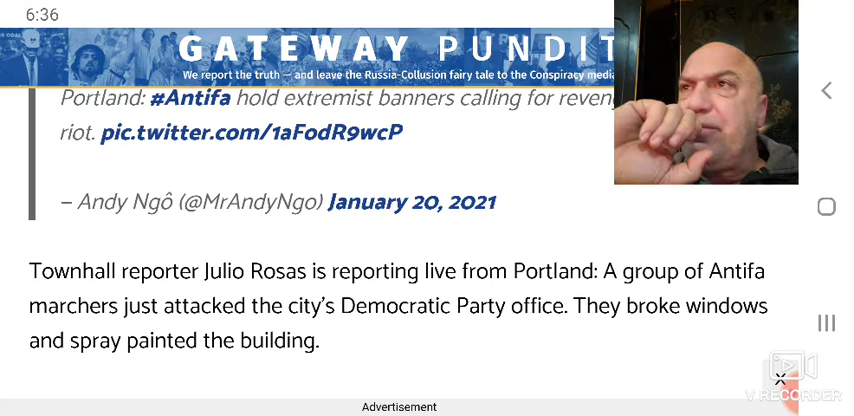 6:36
GATEWAY PUNDIT
We report the truth — and leave the Russia-Collusion fairy tale to the Conspiracy media
Portland: #Antifa hold extremist banners calling for
riot. pic.twitter.com/1aFodR9wcP
— Andy Ngô (@MrAndyNgo) January 20, 2021
Townhall reporter Julio Rosas is reporting live from Portland: A group of Antifa
marchers just attacked the city's Democratic Party office. They broke windows
and spray painted the building.
Advertisement
V RECORDER